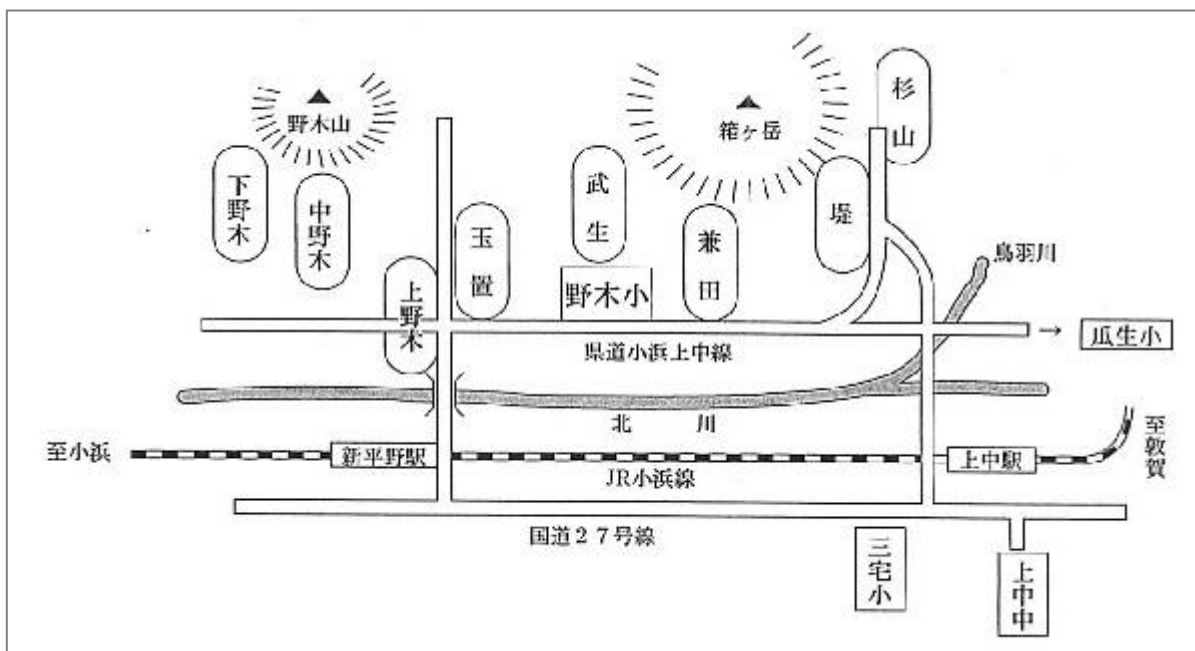 杉山
野木山
箱ヶ岳
下野木
中野木
武生
堤
玉置
兼田
鳥羽川
上野木
野木小
県道小浜上中線
→ 瓜生小
北川
至小浜
新平野駅
JR小浜線
上中駅
至敦賀
国道27号線
三宅小
上中中